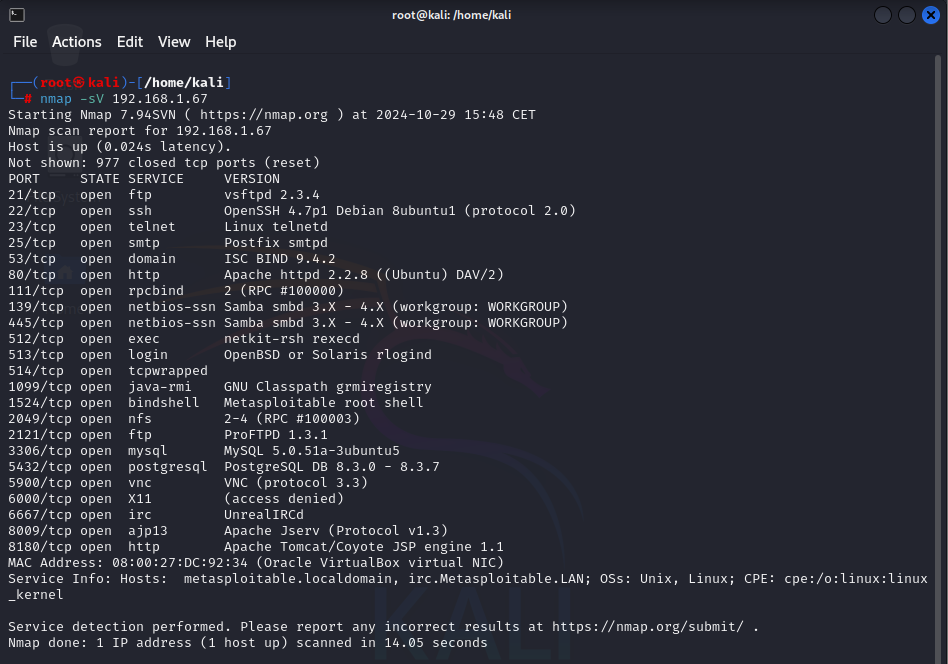 root@kali: /home/kali
File Actions Edit View Help
┌──(root㉿kali)-[/home/kali]
└─# nmap -sV 192.168.1.67
Starting Nmap 7.94SVN ( https://nmap.org ) at 2024-10-29 15:48 CET
Nmap scan report for 192.168.1.67
Host is up (0.024s latency).
Not shown: 977 closed tcp ports (reset)
PORT     STATE SERVICE     VERSION
21/tcp   open  ftp         vsftpd 2.3.4
22/tcp   open  ssh         OpenSSH 4.7p1 Debian 8ubuntu1 (protocol 2.0)
23/tcp   open  telnet      Linux telnetd
25/tcp   open  smtp        Postfix smtpd
53/tcp   open  domain      ISC BIND 9.4.2
80/tcp   open  http        Apache httpd 2.2.8 ((Ubuntu) DAV/2)
111/tcp  open  rpcbind     2 (RPC #100000)
139/tcp  open  netbios-ssn Samba smbd 3.X - 4.X (workgroup: WORKGROUP)
445/tcp  open  netbios-ssn Samba smbd 3.X - 4.X (workgroup: WORKGROUP)
512/tcp  open  exec        netkit-rsh rexecd
513/tcp  open  login       OpenBSD or Solaris rlogind
514/tcp  open  tcpwrapped
1099/tcp open  java-rmi    GNU Classpath grmiregistry
1524/tcp open  bindshell   Metasploitable root shell
2049/tcp open  nfs         2-4 (RPC #100003)
2121/tcp open  ftp         ProFTPD 1.3.1
3306/tcp open  mysql       MySQL 5.0.51a-3ubuntu5
5432/tcp open  postgresql  PostgreSQL DB 8.3.0 - 8.3.7
5900/tcp open  vnc         VNC (protocol 3.3)
6000/tcp open  X11         (access denied)
6667/tcp open  irc         UnrealIRCd
8009/tcp open  ajp13       Apache Jserv (Protocol v1.3)
8180/tcp open  http        Apache Tomcat/Coyote JSP engine 1.1
MAC Address: 08:00:27:DC:92:34 (Oracle VirtualBox virtual NIC)
Service Info: Hosts:  metasploitable.localdomain, irc.Metasploitable.LAN; OSs: Unix, Linux; CPE: cpe:/o:linux:linux
_kernel
Service detection performed. Please report any incorrect results at https://nmap.org/submit/ .
Nmap done: 1 IP address (1 host up) scanned in 14.05 seconds
KALI